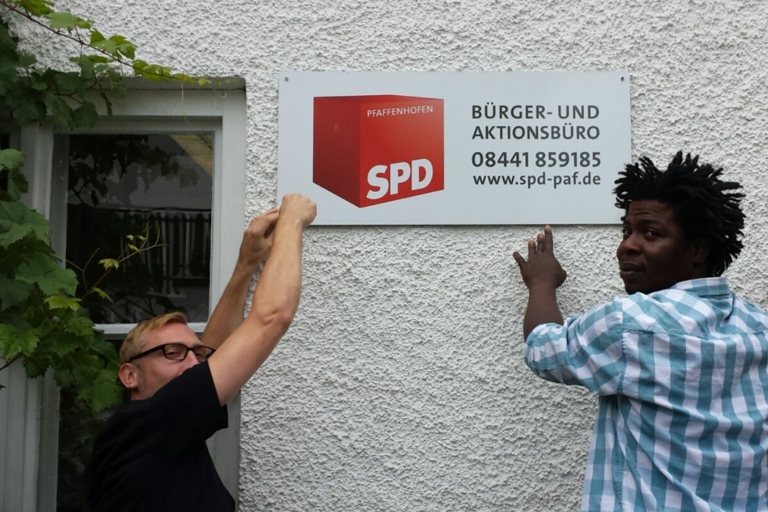 PFAFFENHOFEN
SPD
BÜRGER- UND
AKTIONSBÜRO
08441 859185
www.spd-paf.de